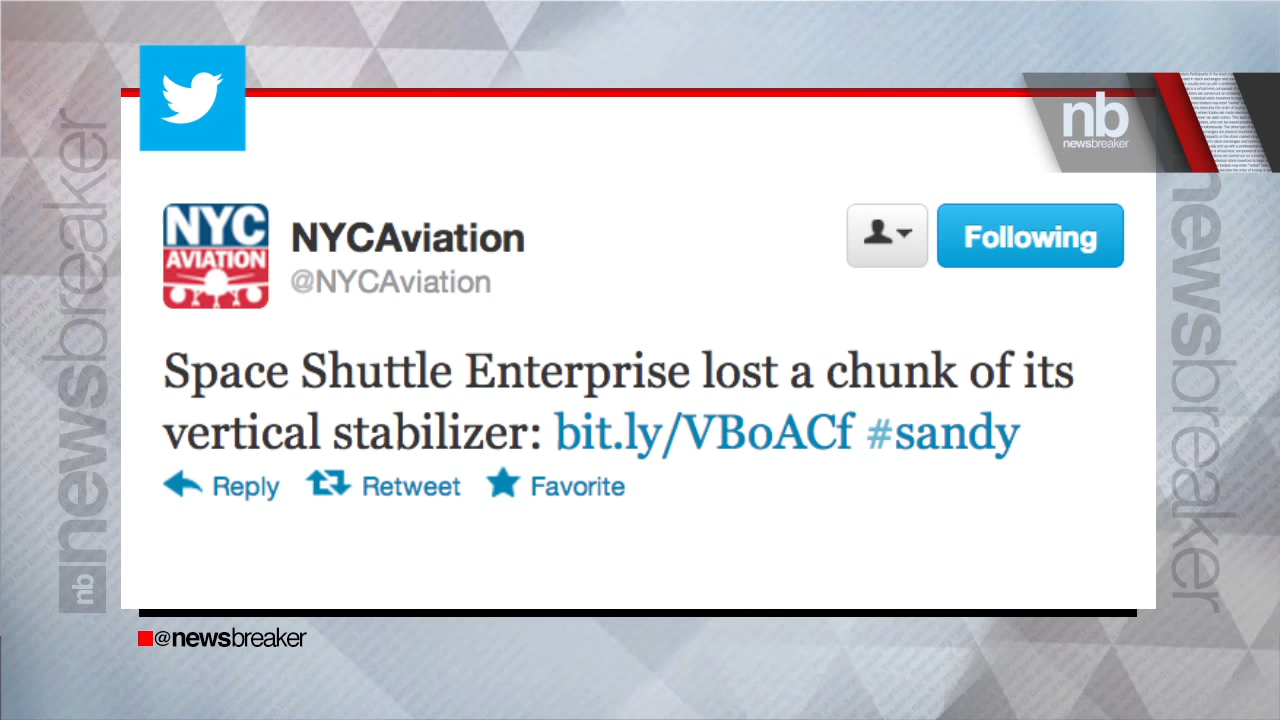 nb
newsbreaker
NYC
AVIATION
NYCAviation
@NYCAviation
Following
Space Shuttle Enterprise lost a chunk of its
vertical stabilizer: bit.ly/VBoACf #sandy
Reply Retweet Favorite
@newsbreaker
nb newsbreaker
newsbreaker